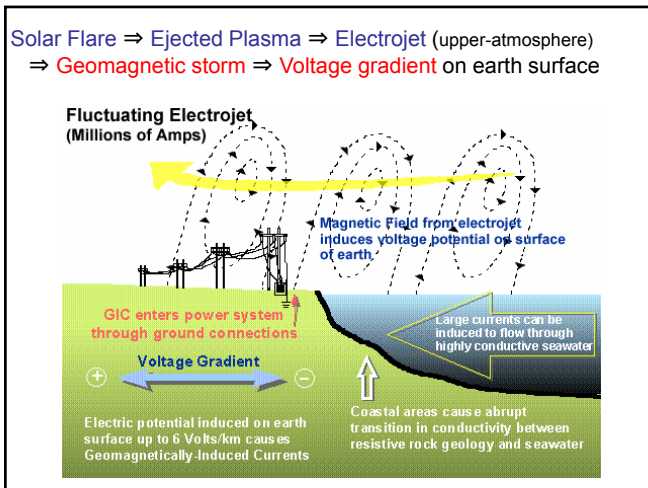 Solar Flare ⇒ Ejected Plasma ⇒ Electrojet (upper-atmosphere)
⇒ Geomagnetic storm ⇒ Voltage gradient on earth surface
Fluctuating Electrojet
(Millions of Amps)
Magnetic Field from electrojet
induces voltage potential on surface
of earth
GIC enters power system
through ground connections
Large currents can be
induced to flow through
highly conductive seawater
Voltage Gradient
+
−
Electric potential induced on earth
surface up to 6 Volts/km causes
Geomagnetically-Induced Currents
Coastal areas cause abrupt
transition in conductivity between
resistive rock geology and seawater